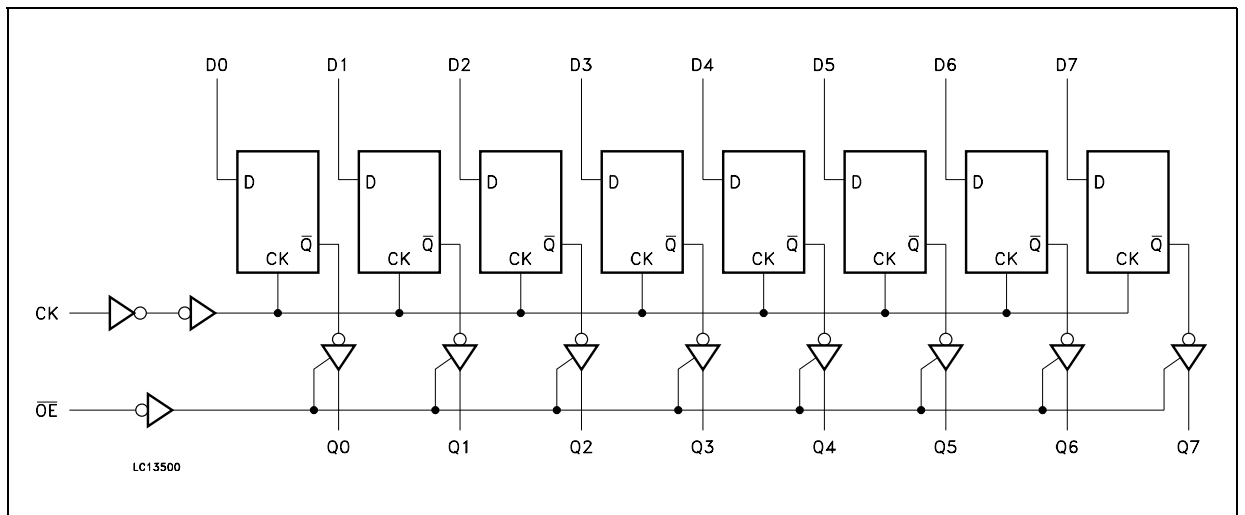 D0 D1 D2 D3 D4 D5 D6 D7
D D D D D D D D
Q̅ Q̅ Q̅ Q̅ Q̅ Q̅ Q̅ Q̅
CK CK CK CK CK CK CK CK
CK
O̅E̅
Q0 Q1 Q2 Q3 Q4 Q5 Q6 Q7
LC13500